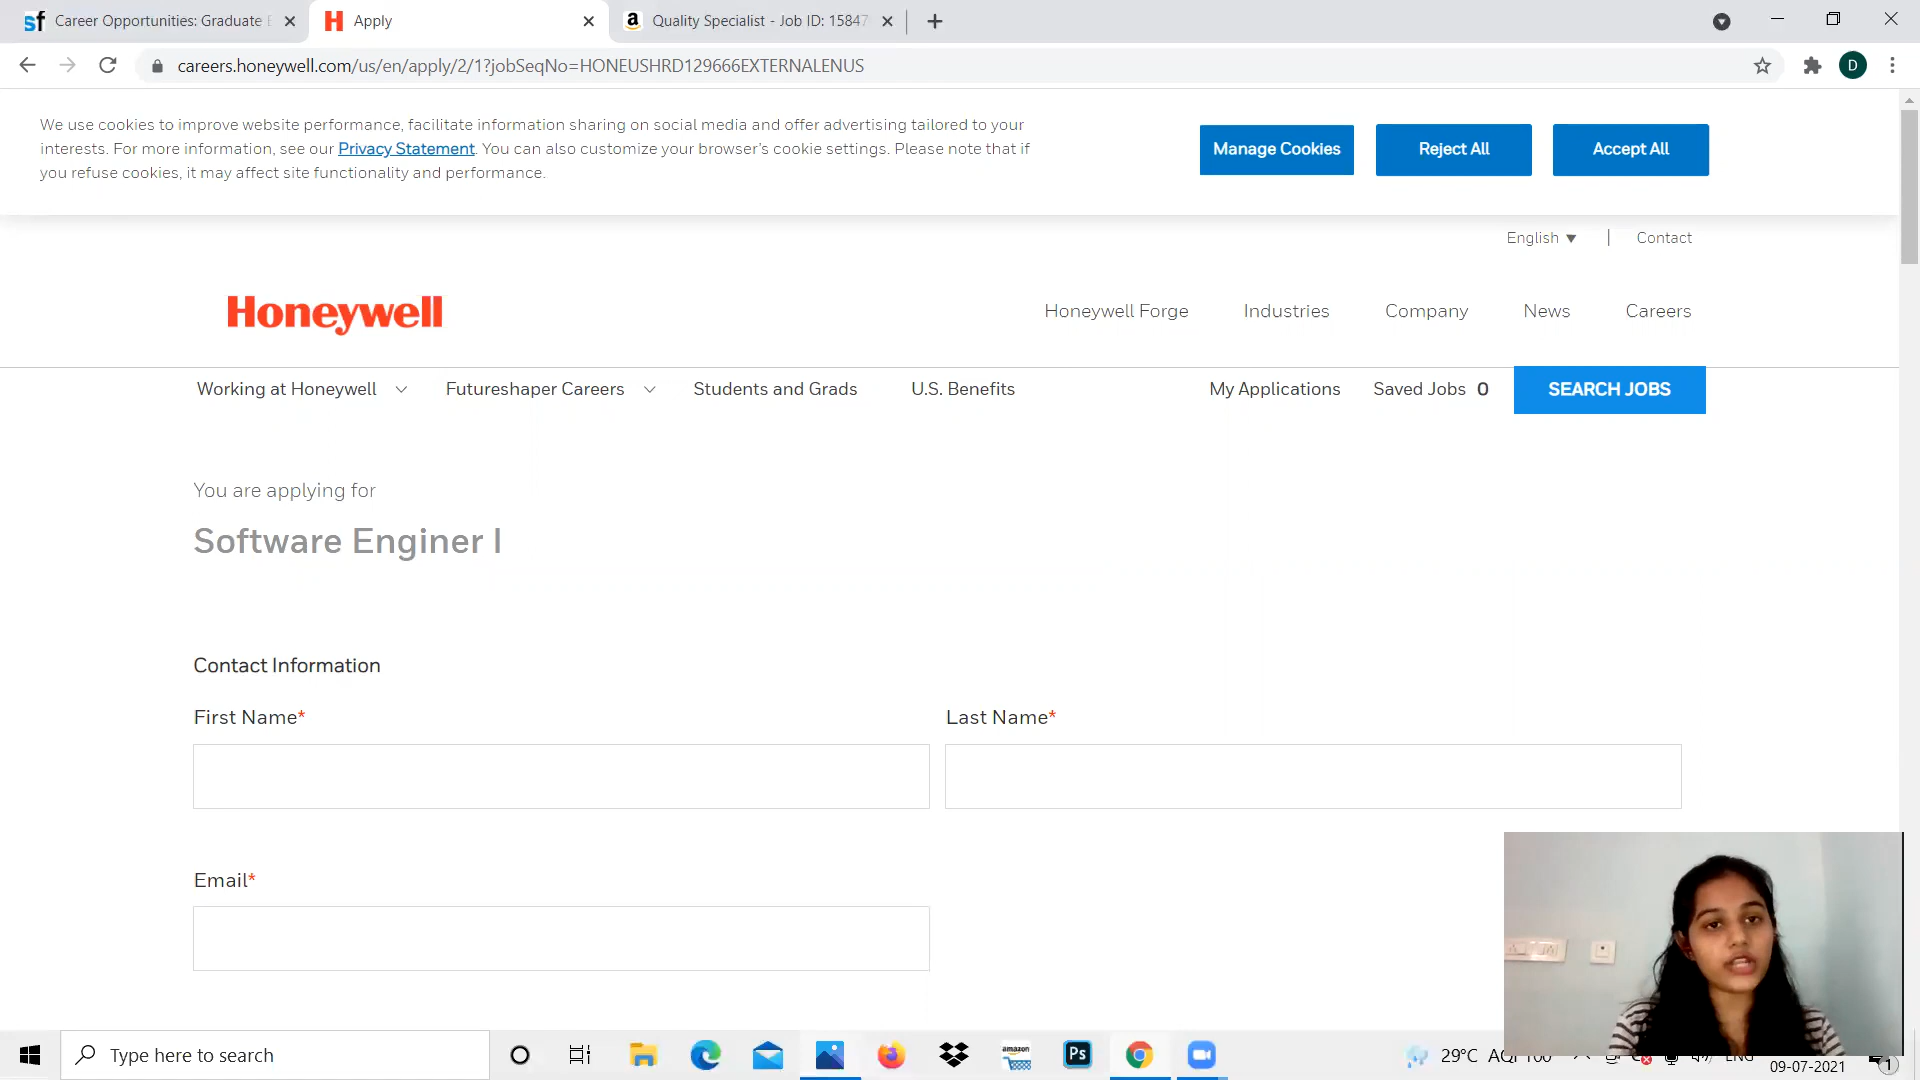 Career Opportunities: Graduate
Apply
Quality Specialist - Job ID: 1584
careers.honeywell.com/us/en/apply/2/1?jobSeqNo=HONEUSHRD129666EXTERNALENUS
D
We use cookies to improve website performance, facilitate information sharing on social media and offer advertising tailored to your
interests. For more information, see our Privacy Statement. You can also customize your browser's cookie settings. Please note that if
you refuse cookies, it may affect site functionality and performance.
Manage Cookies
Reject All
Accept All
English
Contact
Honeywell
Honeywell Forge
Industries
Company
News
Careers
Working at Honeywell
Futureshaper Careers
Students and Grads
U.S. Benefits
My Applications
Saved Jobs 0
SEARCH JOBS
You are applying for
Software Enginer I
Contact Information
First Name*
Last Name*
Email*
Type here to search
amazon
Ps
29°C
09-07-2021
1